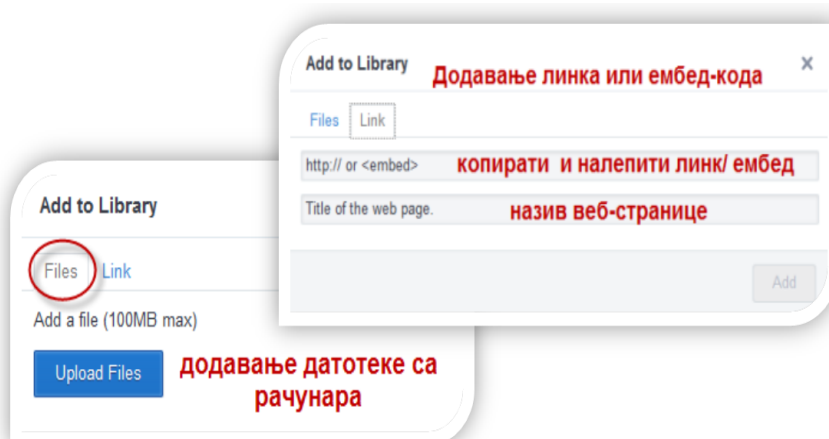 Add to Library
Додавање линка или ембед-кода
×
Files Link
http:// or <embed> копирати и налепити линк/ ембед
Title of the web page. назив веб-странице
Add
Add to Library
Files Link
Add a file (100MB max)
Upload Files
додавање датотеке са
рачунара